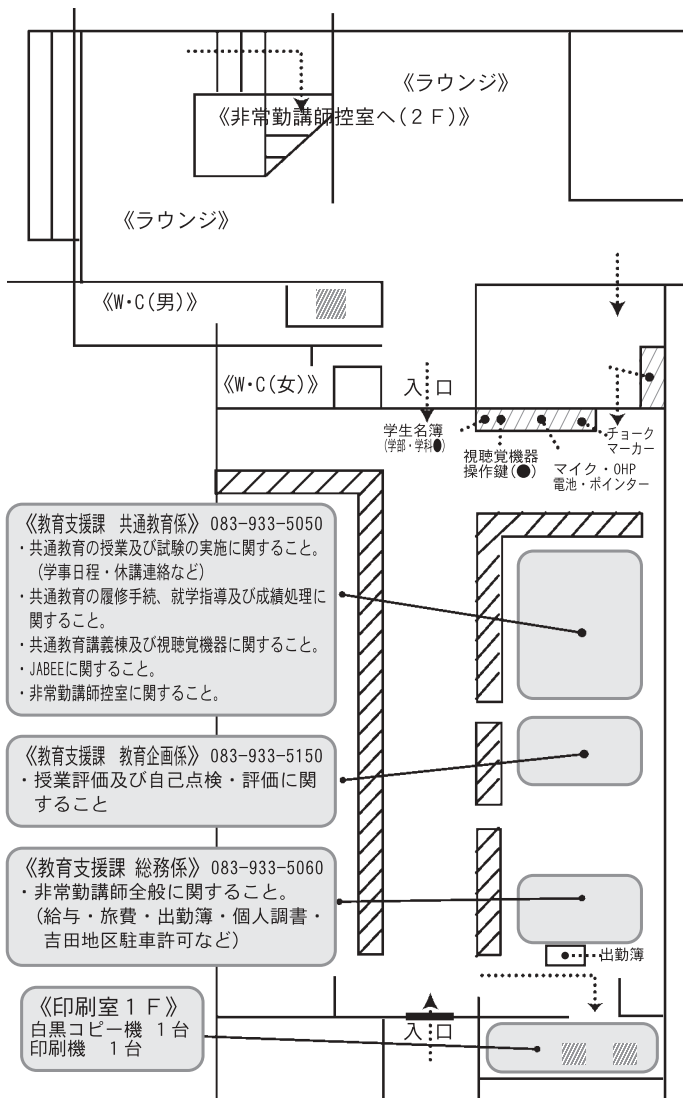 《ラウンジ》
《非常勤講師控室へ(２Ｆ)》
《ラウンジ》
《W･C(男)》
《W･C(女)》
入口
学生名簿
(学部・学科●)
視聴覚機器
操作鍵(●)
マイク・OHP
電池・ポインター
チョーク
マーカー
《教育支援課　共通教育係》 083-933-5050
・共通教育の授業及び試験の実施に関すること。
（学事日程・休講連絡など）
・共通教育の履修手続、就学指導及び成績処理に
関すること。
・共通教育講義棟及び視聴覚機器に関すること。
・JABEEに関すること。
・非常勤講師控室に関すること。
《教育支援課　教育企画係》 083-933-5150
・授業評価及び自己点検・評価に関
すること
《教育支援課 総務係》 083-933-5060
・非常勤講師全般に関すること。
（給与・旅費・出勤簿・個人調書・
吉田地区駐車許可など）
出勤簿
《印刷室１Ｆ》
白黒コピー機 １台
印刷機　１台
入口